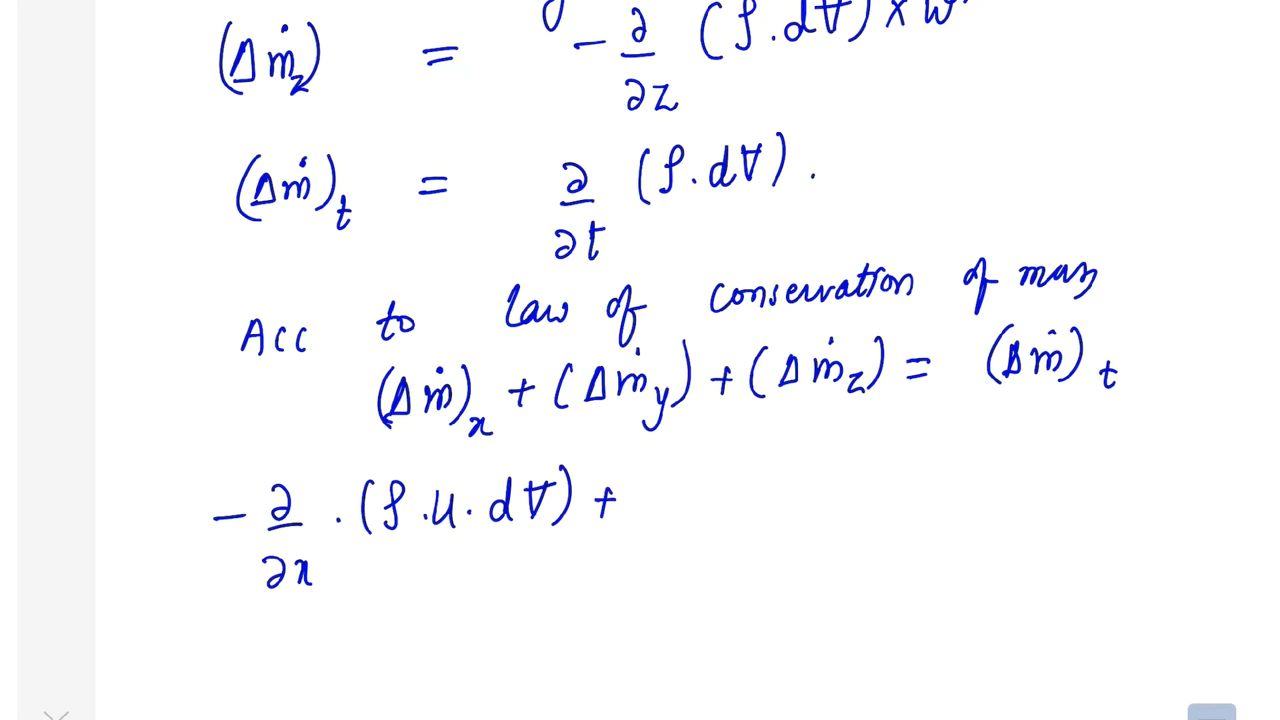 (Δṁz) = - ∂/∂z (ρ.d∀) × w
(Δṁ)t = ∂/∂t (ρ.d∀).
Acc to law of conservation of mass
(Δṁ)x + (Δṁy) + (Δṁz) = (Δṁ)t
- ∂/∂x . (ρ.u.d∀) +